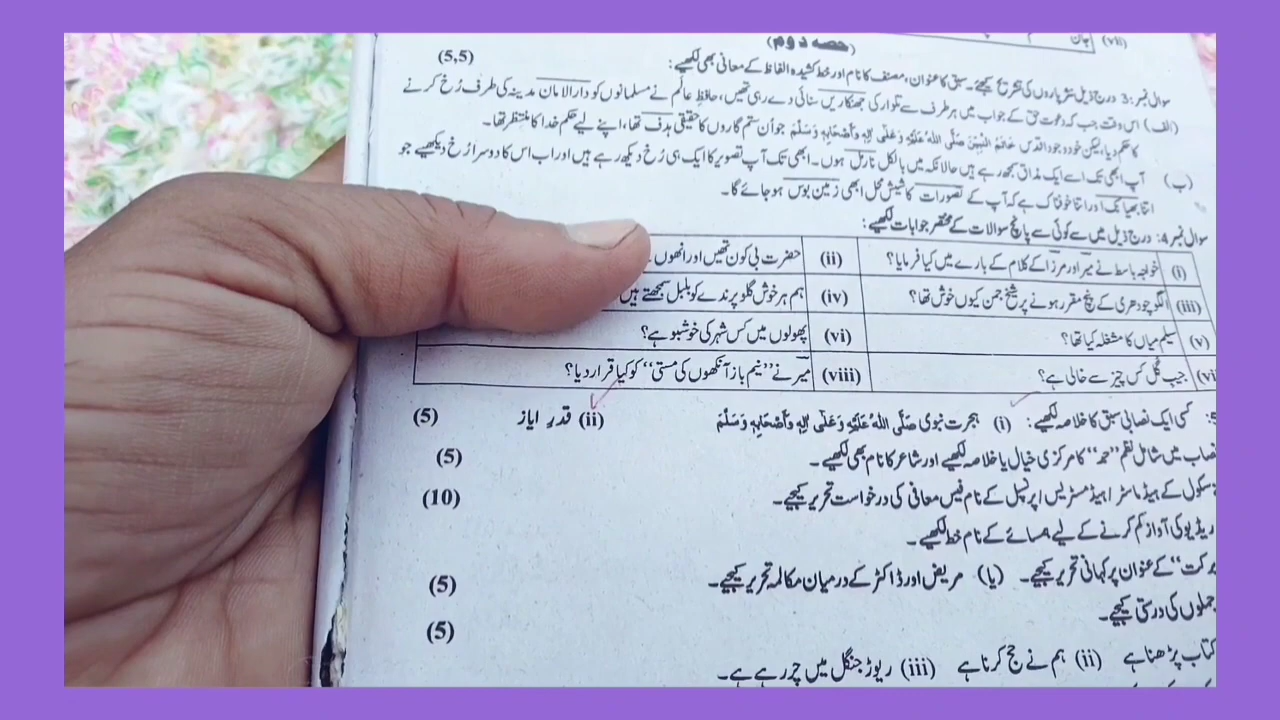 (vii)
(حصہ دوم)
سوال نمبر 3: درج ذیل نثر پاروں کی تشریح کیجئے۔ سبق کا عنوان، مصنف کا نام اور خط کشیدہ الفاظ کے معانی بھی لکھیے: (5,5)
(الف) اس وقت جب کہ دعوت حق کے جواب میں ہر طرف سے تلوار کی جھنکاریں سنائی دے رہی تھیں، حافظِ عالم نے مسلمانوں کو دارالامان مدینہ کی طرف رُخ کرنے
کا حکم دیا، لیکن خود وجود اقدس خَاتَمُ النَّبِیّٖنَ صَلَّی اللہُ عَلَیْہِ وَعَلٰی اٰلِہٖ وَاَصْحَابِہٖ وَسَلَّمَ جو اُن ستم گاروں کا حقیقی ہدف تھا، اپنے لیے حکم خدا کا منتظر تھا۔
(ب) آپ ابھی تک اسے ایک مذاق سمجھ رہے ہیں حالانکہ میں بالکل نارمل ہوں۔ ابھی تک آپ تصویر کا ایک ہی رُخ دیکھ رہے ہیں اور اب اس کا دوسرا رُخ دیکھیے جو
اتنا بھیانک اور اتنا خوفناک ہے کہ آپ کے تصورات کا شیش محل ابھی زمین بوس ہو جائے گا۔
سوال نمبر 4: درج ذیل میں سے کوئی سے پانچ سوالات کے مختصر جوابات لکھیے:
(i) خواجہ باسط نے میر اور مرزا کے کلام کے بارے میں کیا فرمایا؟ (ii) حضرت بی کون تھیں اور انھوں
(iii) الگو چودھری کے پنچ مقرر ہونے پر شیخ جمن کیوں خوش تھا؟ (iv) ہم ہر خوش گلو پرندے کو بلبل سمجھتے ہیں
(v) سلیم میاں کا مشغلہ کیا تھا؟ (vi) پھولوں میں کس شہر کی خوشبو ہے؟
جیب گل کس چیز سے خالی ہے؟ (viii) میر نے ”نیم باز آنکھوں کی مستی“ کو کیا قرار دیا؟
5: کسی ایک نصابی سبق کا خلاصہ لکھیے: (i) ہجرت نبوی صَلَّی اللہُ عَلَیْہِ وَعَلٰی اٰلِہٖ وَاَصْحَابِہٖ وَسَلَّمَ (ii) قدرِ ایاز (5)
نصاب میں شامل نظم ”حمد“ کا مرکزی خیال یا خلاصہ لکھیے اور شاعر کا نام بھی لکھیے۔ (5)
سکول کے ہیڈ ماسٹر / ہیڈ مسٹریس / پرنسپل کے نام فیس معافی کی درخواست تحریر کیجیے۔ (10)
ریڈیو کی آواز کم کرنے کے لیے ہمسائے کے نام خط لکھیے۔
برکت“ کے عنوان پر کہانی تحریر کیجیے۔ (یا) مریض اور ڈاکٹر کے درمیان مکالمہ تحریر کیجیے۔ (5)
جملوں کی درستی کیجیے۔ (5)
کتاب پڑھنا ہے (ii) ہم نے حج کرنا ہے (iii) ریوڑ جنگل میں چر رہے ہے۔